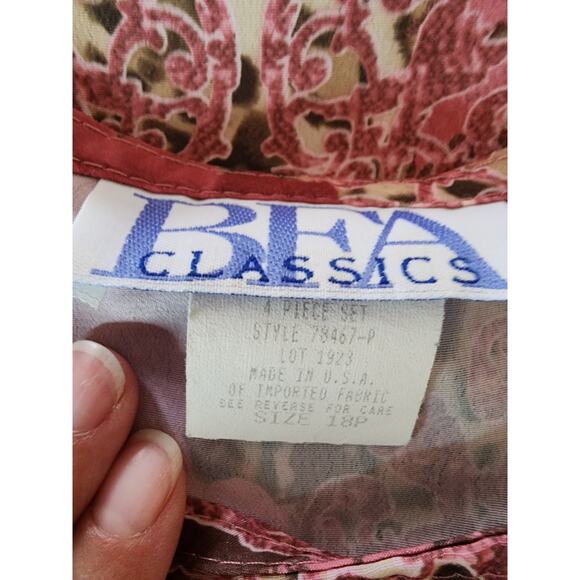 BFA
CLASSICS
4 PIECE SET
STYLE 78467-P
LOT 1923
MADE IN U.S.A.
OF IMPORTED FABRIC
SEE REVERSE FOR CARE
SIZE 18P